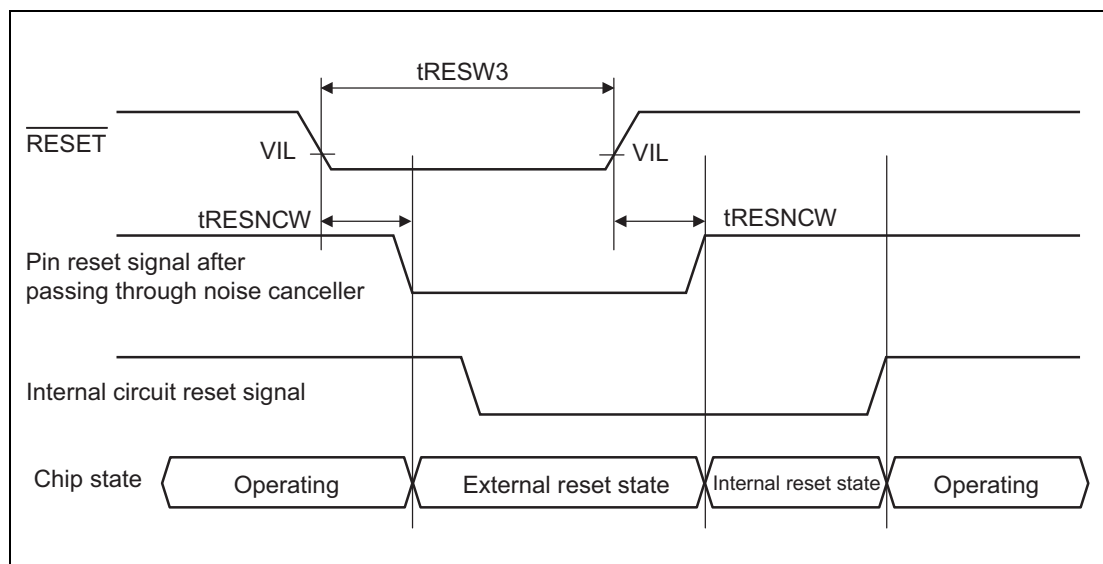 tRESW3
RESET
VIL
VIL
tRESNCW
tRESNCW
Pin reset signal after
passing through noise canceller
Internal circuit reset signal
Chip state
Operating
External reset state
Internal reset state
Operating